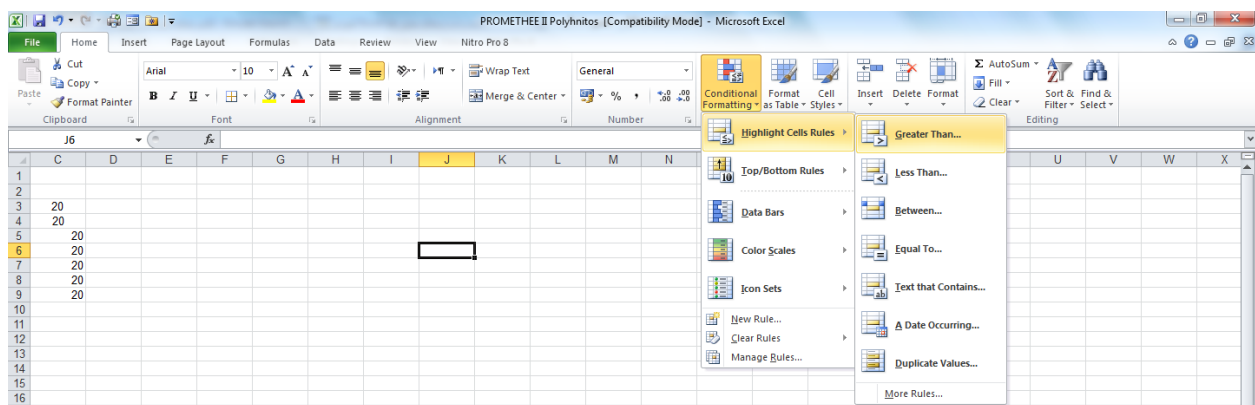 PROMETHEE II Polyhnitos [Compatibility Mode] - Microsoft Excel
File Home Insert Page Layout Formulas Data Review View Nitro Pro 8
Paste
Cut
Copy
Format Painter
Clipboard
Arial 10 A A
B I U A
Font
Wrap Text
Merge & Center
Alignment
General
% ,
Number
Conditional Formatting
Format as Table
Cell Styles
Insert Delete Format
Σ AutoSum
Fill
Clear
Sort & Filter
Find & Select
Editing
J6 fx
C D E F G H I J K L M N U V W X
1
2
3 20
4 20
5 20
6 20
7 20
8 20
9 20
10
11
12
13
14
15
16
Highlight Cells Rules
Top/Bottom Rules
Data Bars
Color Scales
Icon Sets
New Rule...
Clear Rules
Manage Rules...
Greater Than...
Less Than...
Between...
Equal To...
Text that Contains...
A Date Occurring...
Duplicate Values...
More Rules...